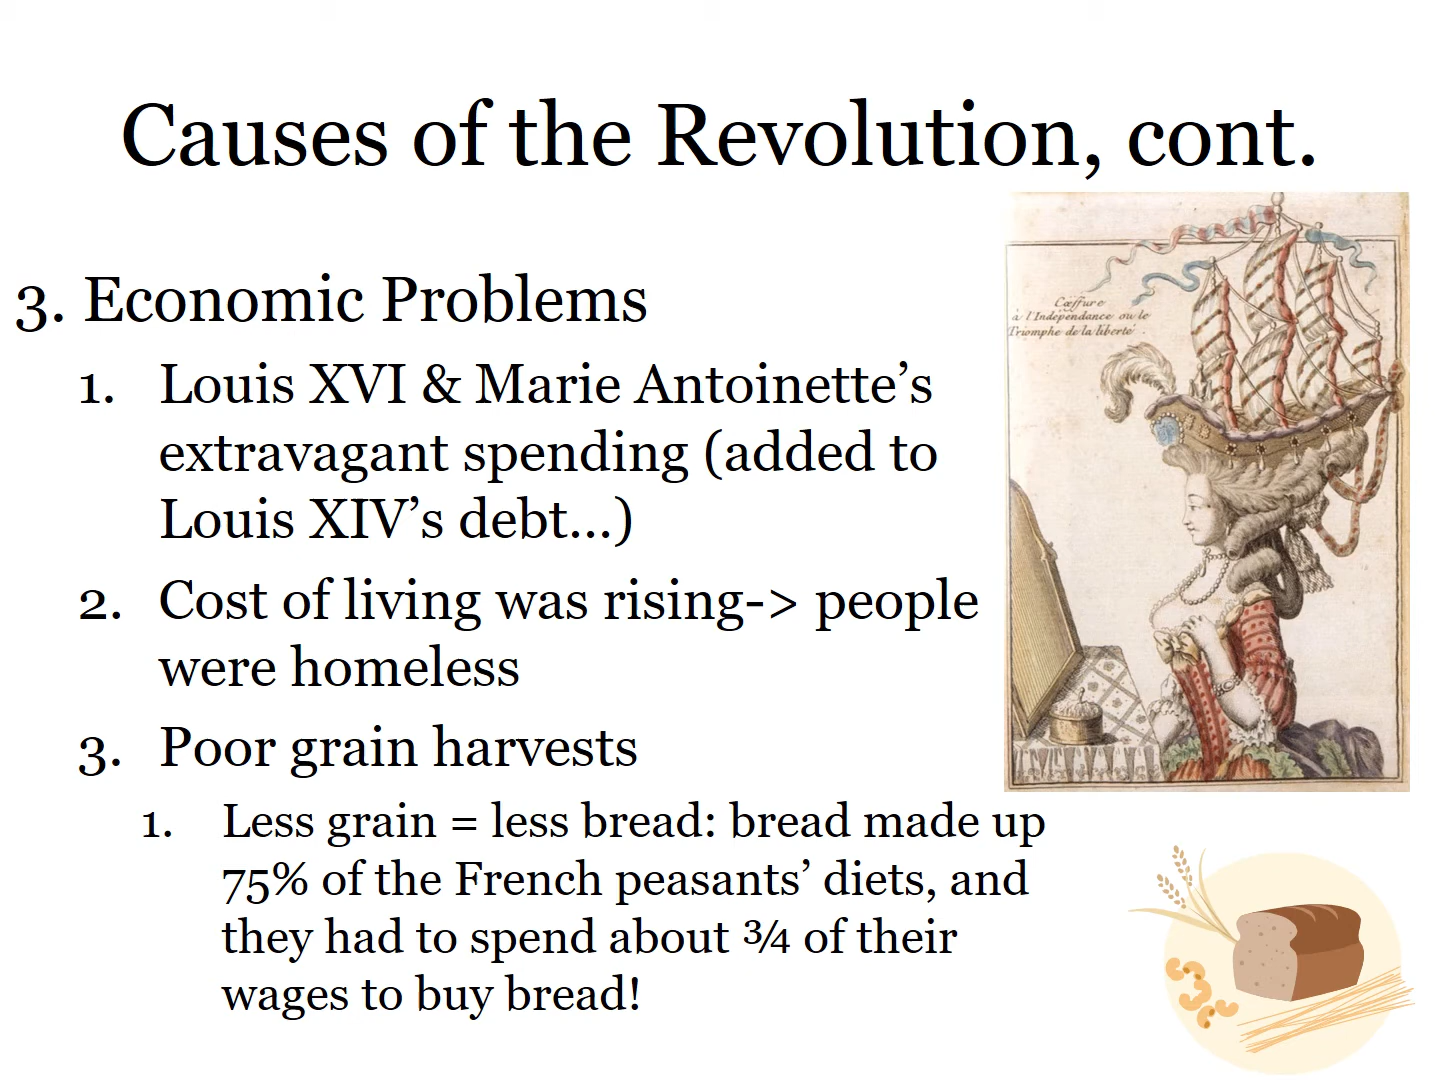 Causes of the Revolution, cont.
3. Economic Problems
1. Louis XVI & Marie Antoinette’s
extravagant spending (added to
Louis XIV’s debt…)
2. Cost of living was rising-> people
were homeless
3. Poor grain harvests
1. Less grain = less bread: bread made up
75% of the French peasants’ diets, and
they had to spend about ¾ of their
wages to buy bread!
Coëffure
à l'Indépendance ou le
Triomphe de la liberté.